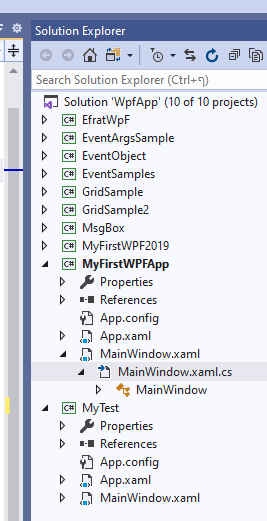 Solution Explorer
Search Solution Explorer (Ctrl+ף)
Solution 'WpfApp' (10 of 10 projects)
EfratWpF
EventArgsSample
EventObject
EventSamples
GridSample
GridSample2
MsgBox
MyFirstWPF2019
MyFirstWPFApp
Properties
References
App.config
App.xaml
MainWindow.xaml
MainWindow.xaml.cs
MainWindow
MyTest
Properties
References
App.config
App.xaml
MainWindow.xaml